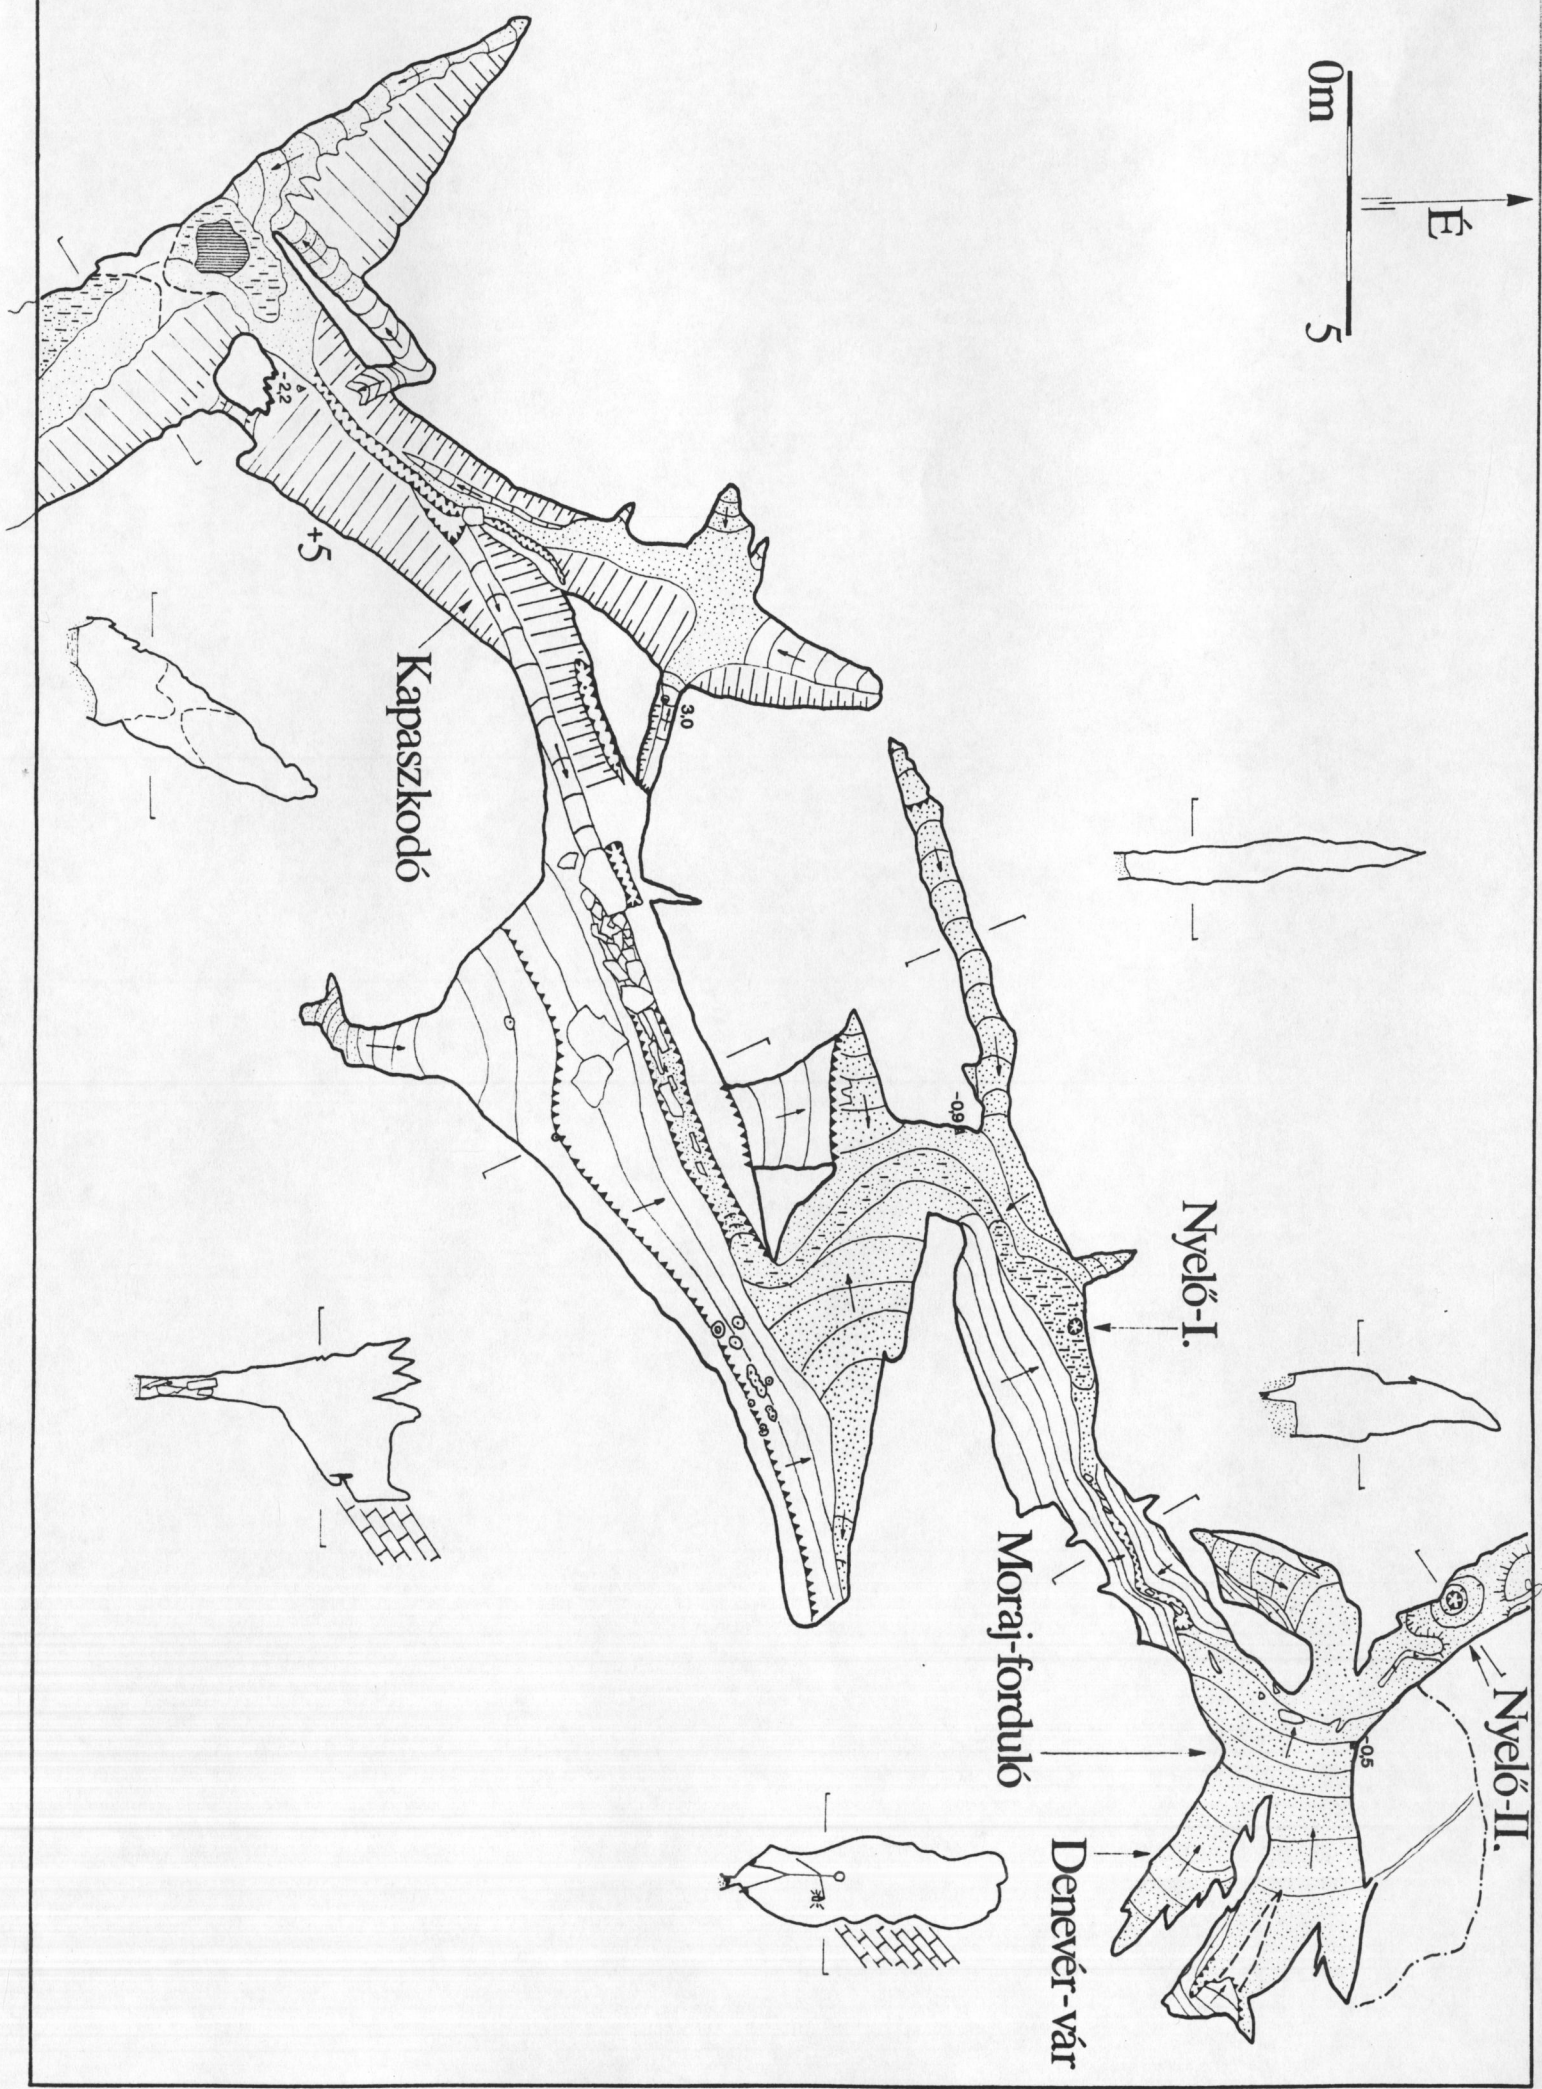 0m
5
É
Nyelő-II.
Nyelő-I.
-0,5
-0,9
Moraj-forduló
Denevér-vár
3,0
Kapaszkodó
-2,2
+5